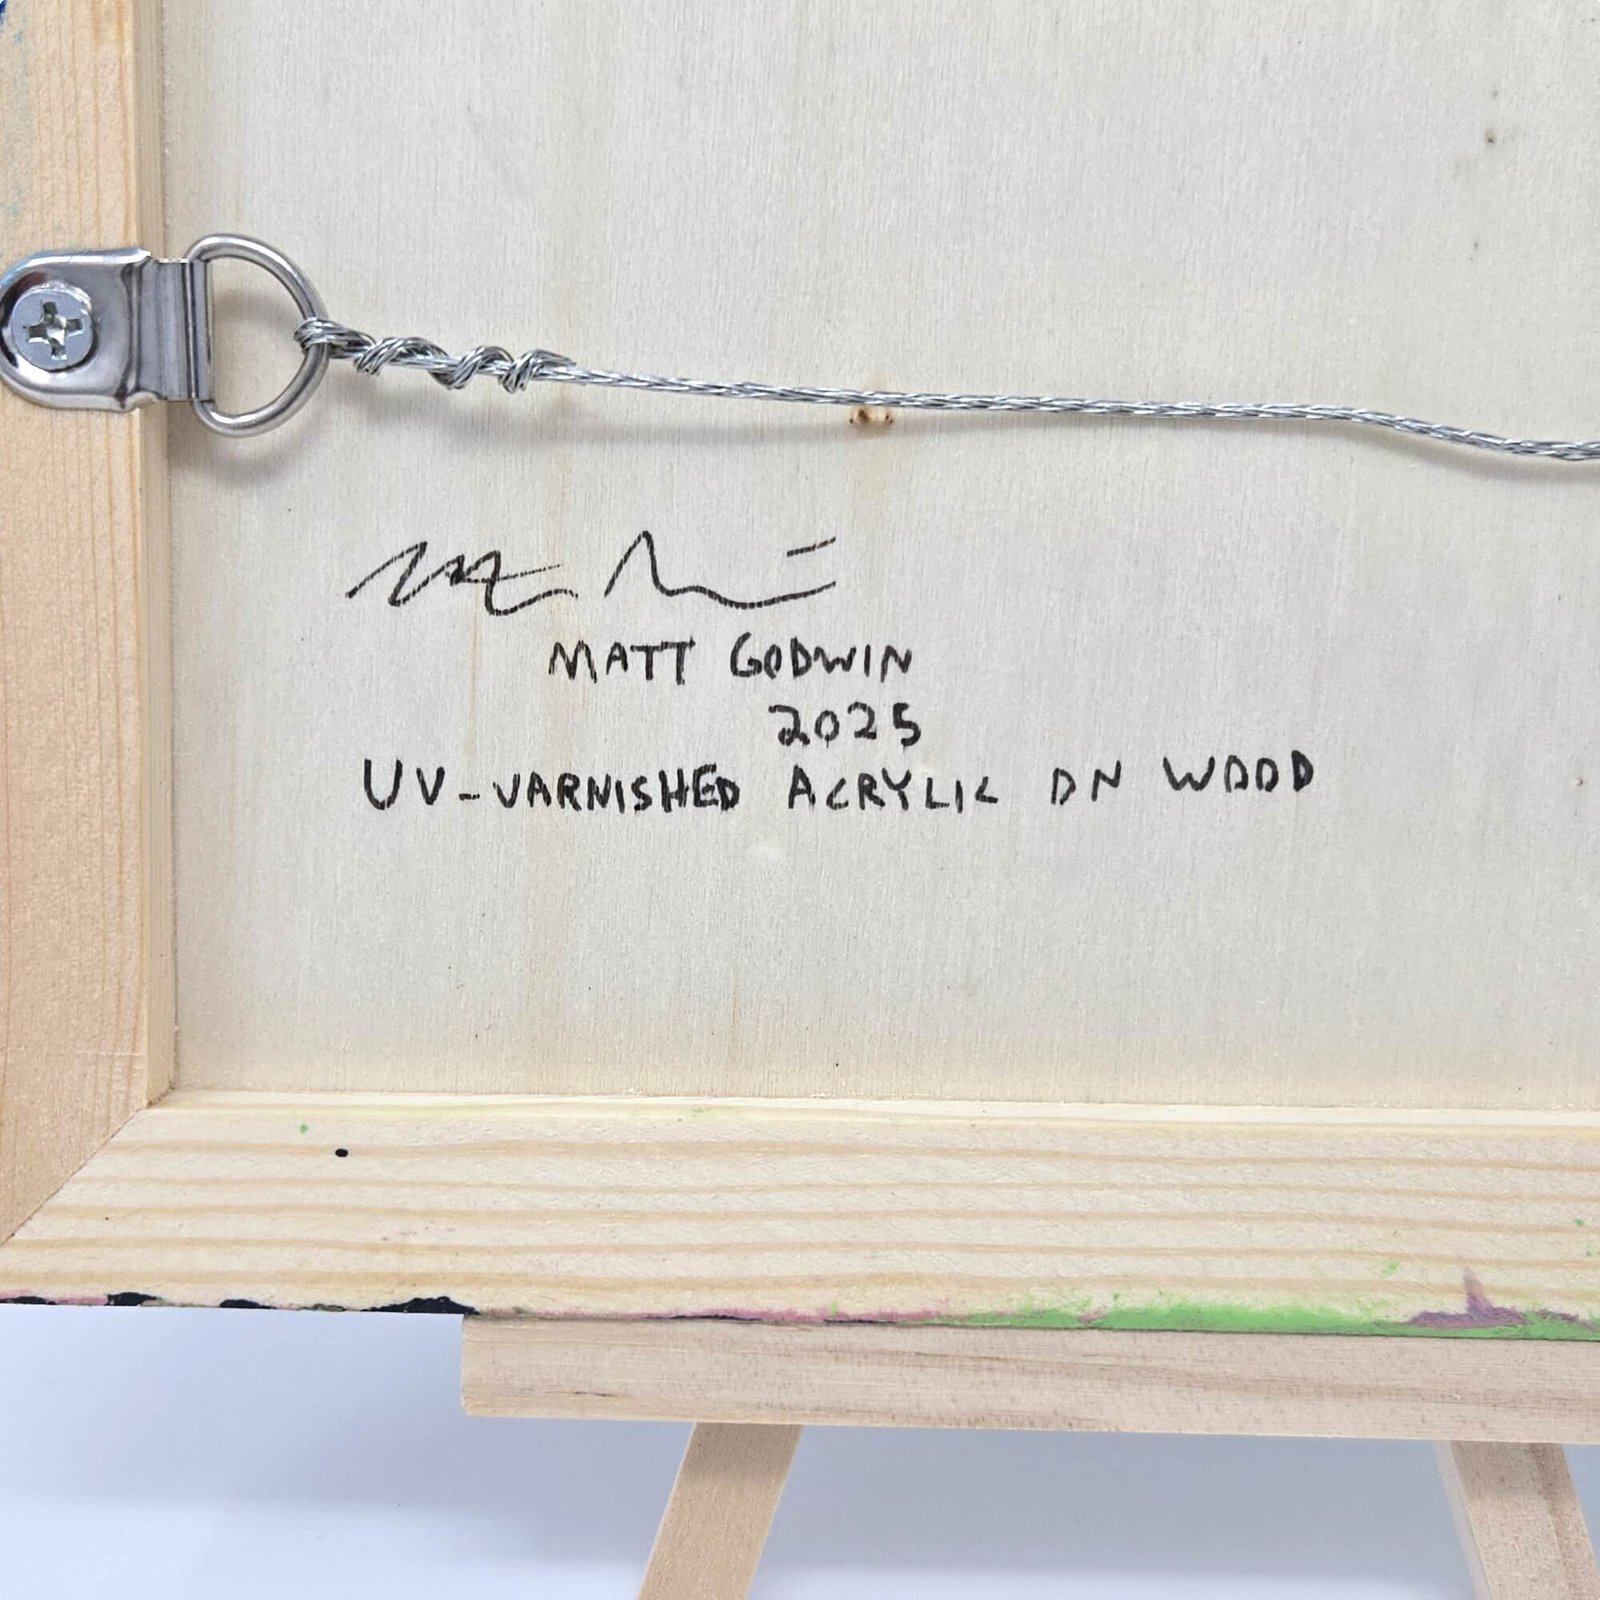 MATT GODWIN
2025
UV-VARNISHED ACRYLIC ON WOOD